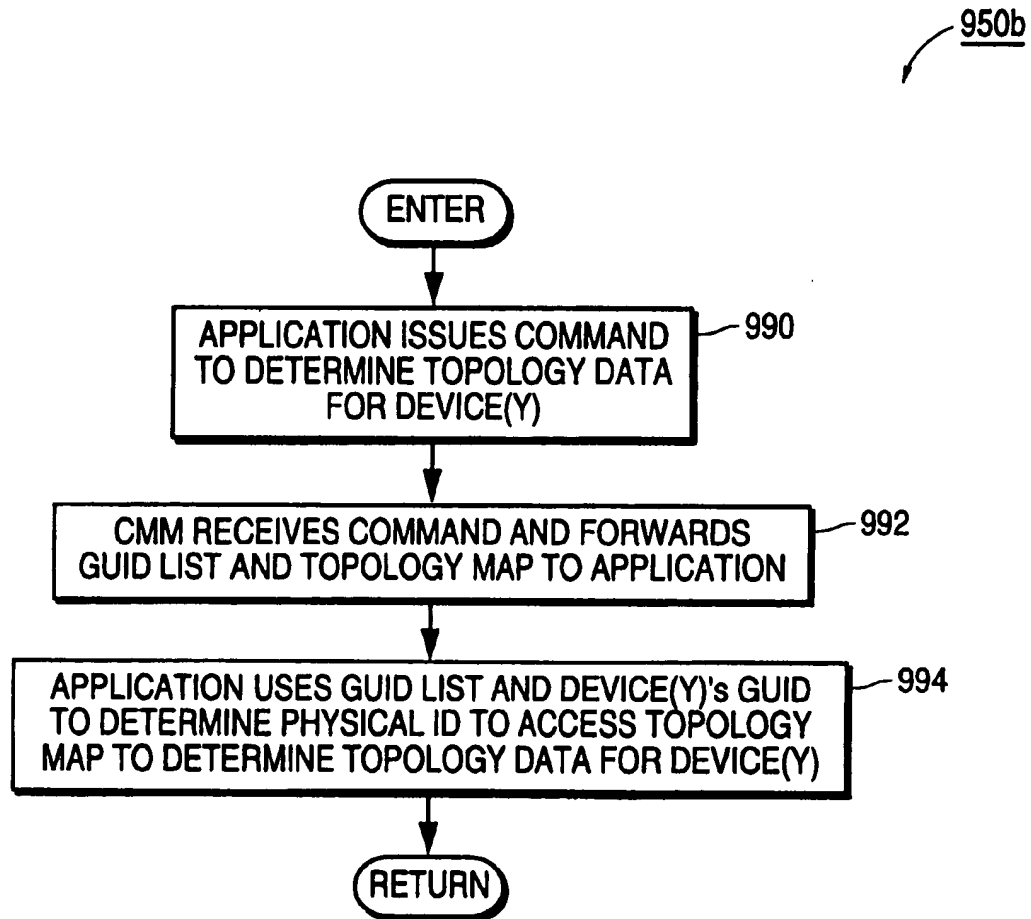 950b
ENTER
APPLICATION ISSUES COMMAND
TO DETERMINE TOPOLOGY DATA
FOR DEVICE(Y)
990
CMM RECEIVES COMMAND AND FORWARDS
GUID LIST AND TOPOLOGY MAP TO APPLICATION
992
APPLICATION USES GUID LIST AND DEVICE(Y)'s GUID
TO DETERMINE PHYSICAL ID TO ACCESS TOPOLOGY
MAP TO DETERMINE TOPOLOGY DATA FOR DEVICE(Y)
994
RETURN